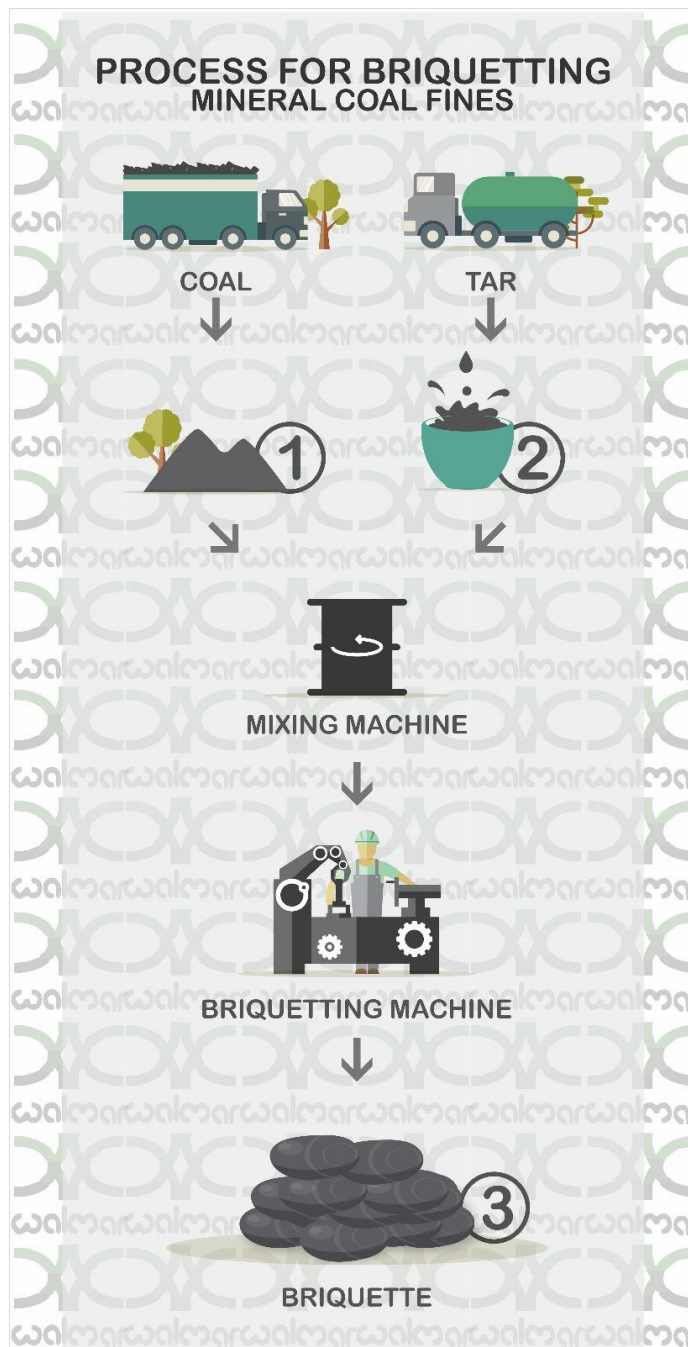 PROCESS FOR BRIQUETTING
MINERAL COAL FINES
COAL
TAR
1
2
MIXING MACHINE
BRIQUETTING MACHINE
3
BRIQUETTE